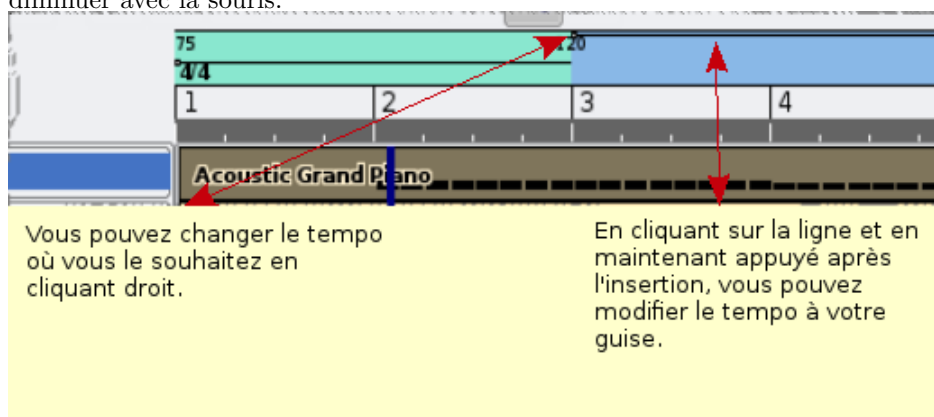 diminuer avec la souris.
75
120
4/4
1 2 3 4
Acoustic Grand Piano
Vous pouvez changer le tempo
où vous le souhaitez en
cliquant droit.
En cliquant sur la ligne et en
maintenant appuyé après
l'insertion, vous pouvez
modifier le tempo à votre
guise.